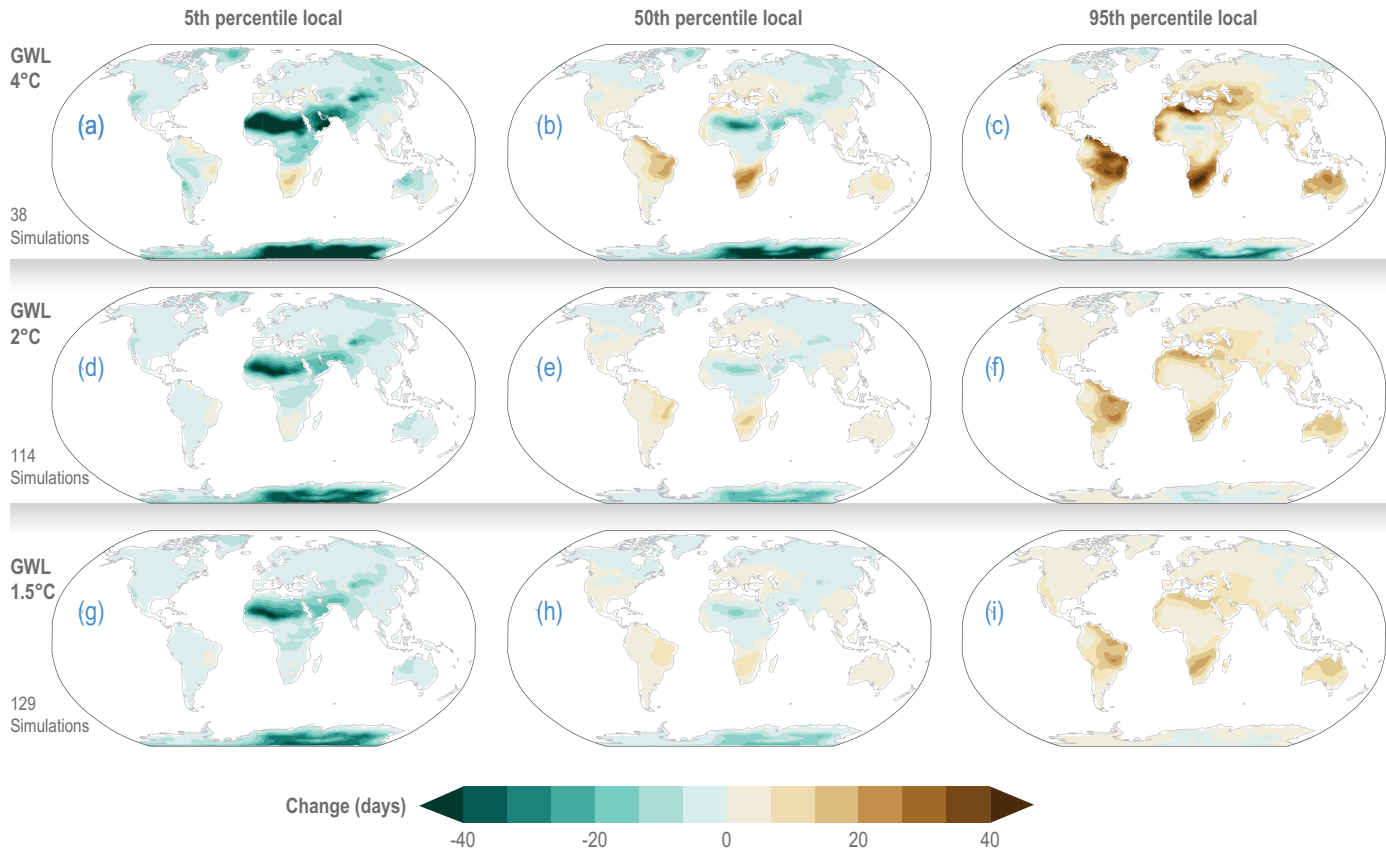 5th percentile local
50th percentile local
95th percentile local
GWL
4°C
(a)
(b)
(c)
38
Simulations
GWL
2°C
(d)
(e)
(f)
114
Simulations
GWL
1.5°C
(g)
(h)
(i)
129
Simulations
Change (days)
-40
-20
0
20
40